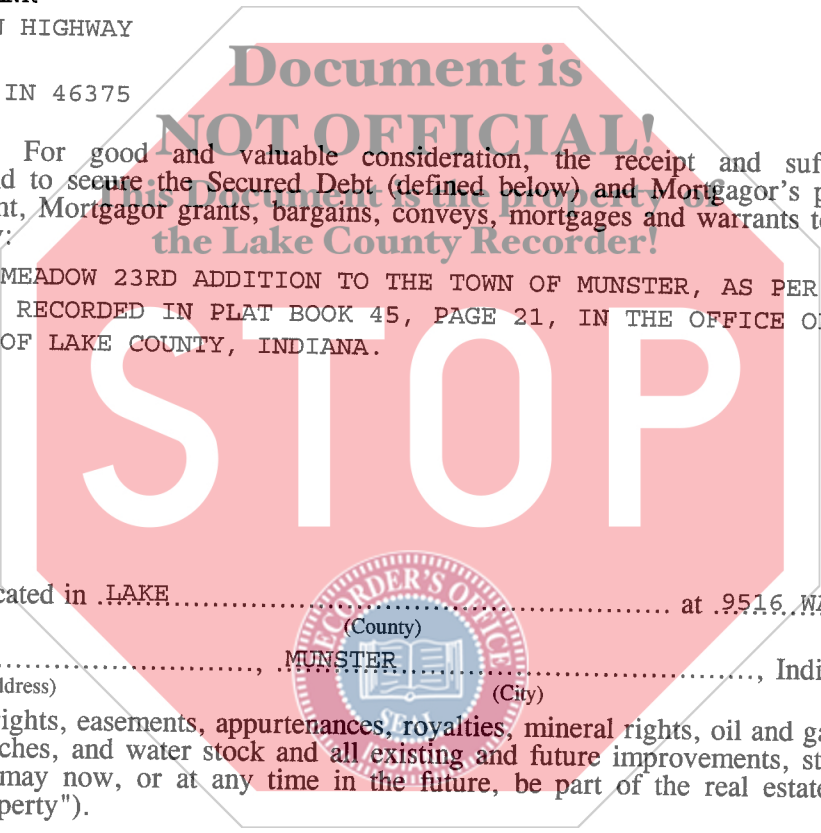 N HIGHWAY
IN 46375
Document is
NOT OFFICIAL!
This Document is the property of
the Lake County Recorder!
For good and valuable consideration, the receipt and suf
d to secure the Secured Debt (defined below) and Mortgagor's p
nt, Mortgagor grants, bargains, conveys, mortgages and warrants t
y:
MEADOW 23RD ADDITION TO THE TOWN OF MUNSTER, AS PER
RECORDED IN PLAT BOOK 45, PAGE 21, IN THE OFFICE O
OF LAKE COUNTY, INDIANA.
STOP
cated in LAKE at 9516 WA
(County)
, MUNSTER, Indi
ddress) (City)
RECORDER'S OFFICE
SEAL
INDIANA
ights, easements, appurtenances, royalties, mineral rights, oil and ga
ches, and water stock and all existing and future improvements, st
may now, or at any time in the future, be part of the real estate
perty").